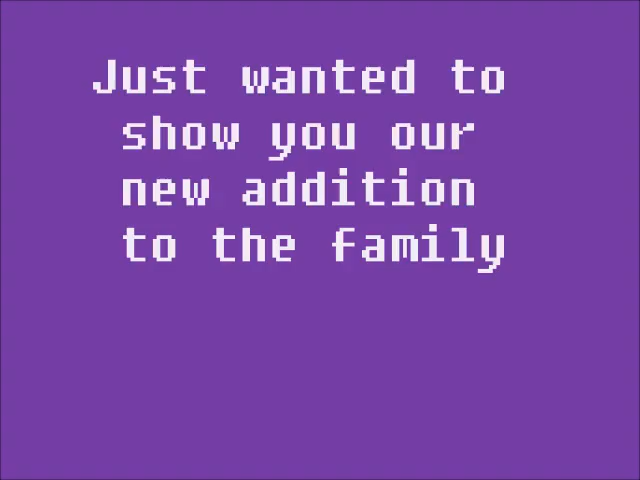 Just wanted to
show you our
new addition
to the family